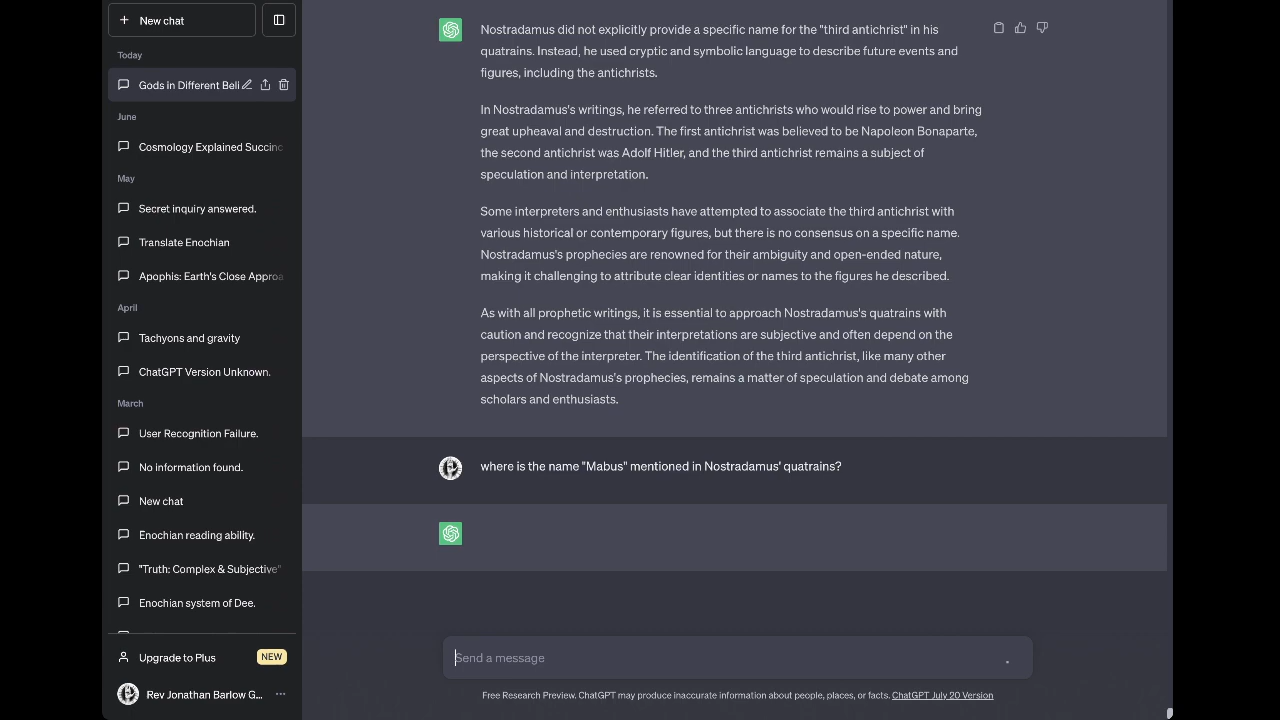 New chat
Today
Gods in Different Beli
June
Cosmology Explained Succinc
May
Secret inquiry answered.
Translate Enochian
Apophis: Earth's Close Approa
April
Tachyons and gravity
ChatGPT Version Unknown.
March
User Recognition Failure.
No information found.
New chat
Enochian reading ability.
"Truth: Complex & Subjective"
Enochian system of Dee.
Upgrade to Plus NEW
Rev Jonathan Barlow G...
Nostradamus did not explicitly provide a specific name for the "third antichrist" in his
quatrains. Instead, he used cryptic and symbolic language to describe future events and
figures, including the antichrists.
In Nostradamus's writings, he referred to three antichrists who would rise to power and bring
great upheaval and destruction. The first antichrist was believed to be Napoleon Bonaparte,
the second antichrist was Adolf Hitler, and the third antichrist remains a subject of
speculation and interpretation.
Some interpreters and enthusiasts have attempted to associate the third antichrist with
various historical or contemporary figures, but there is no consensus on a specific name.
Nostradamus's prophecies are renowned for their ambiguity and open-ended nature,
making it challenging to attribute clear identities or names to the figures he described.
As with all prophetic writings, it is essential to approach Nostradamus's quatrains with
caution and recognize that their interpretations are subjective and often depend on the
perspective of the interpreter. The identification of the third antichrist, like many other
aspects of Nostradamus's prophecies, remains a matter of speculation and debate among
scholars and enthusiasts.
where is the name "Mabus" mentioned in Nostradamus' quatrains?
Send a message
Free Research Preview. ChatGPT may produce inaccurate information about people, places, or facts. ChatGPT July 20 Version